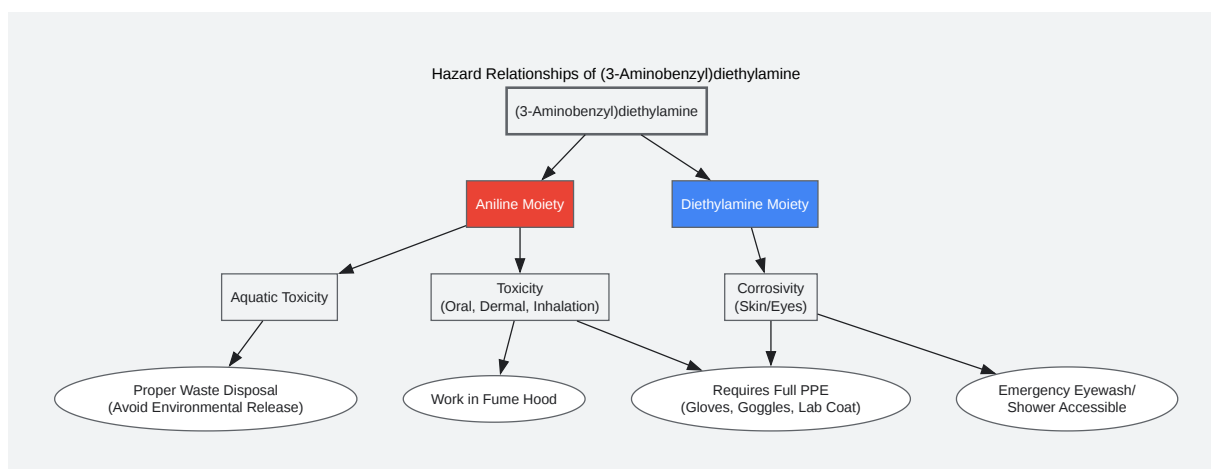 Hazard Relationships of (3-Aminobenzyl)diethylamine
(3-Aminobenzyl)diethylamine
Aniline Moiety
Diethylamine Moiety
Aquatic Toxicity
Toxicity
(Oral, Dermal, Inhalation)
Corrosivity
(Skin/Eyes)
Proper Waste Disposal
(Avoid Environmental Release)
Work in Fume Hood
Requires Full PPE
(Gloves, Goggles, Lab Coat)
Emergency Eyewash/
Shower Accessible